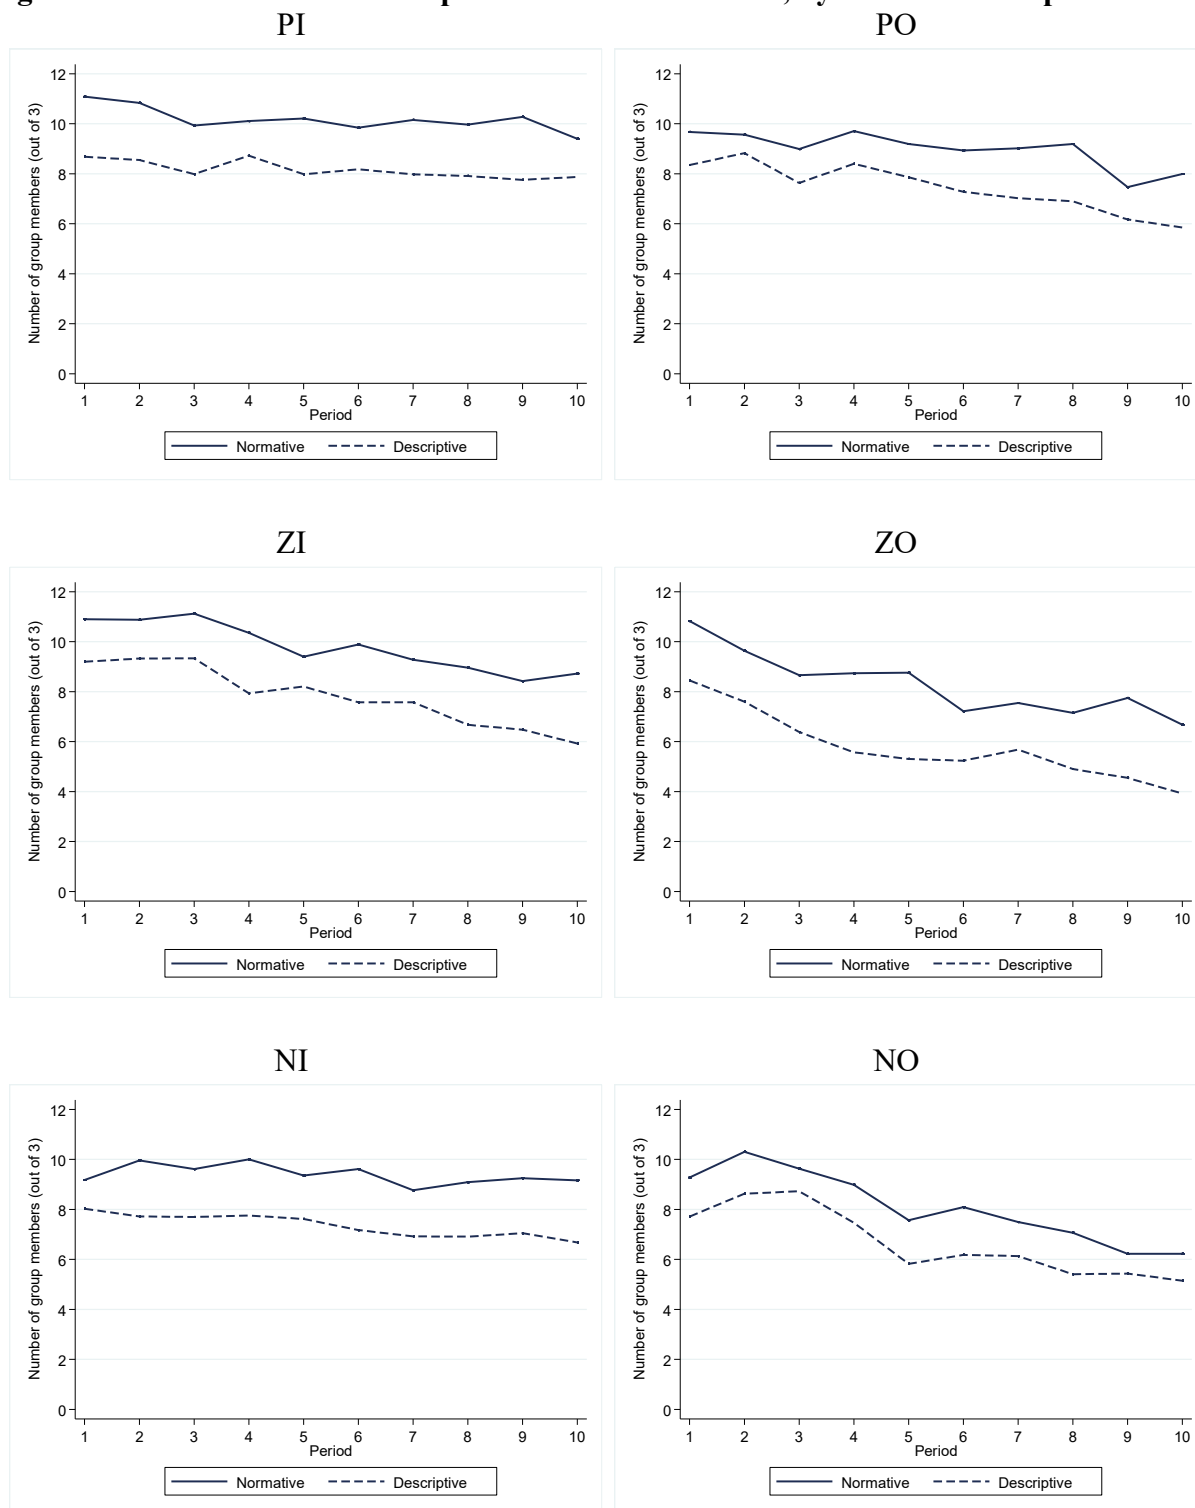 PI PO
12 12
10 10
8 8
6 6
4 4
2 2
0 0
Number of group members (out of 3) Number of group members (out of 3)
1 2 3 4 5 6 7 8 9 10 1 2 3 4 5 6 7 8 9 10
Period Period
Normative Descriptive Normative Descriptive
ZI ZO
12 12
10 10
8 8
6 6
4 4
2 2
0 0
Number of group members (out of 3) Number of group members (out of 3)
1 2 3 4 5 6 7 8 9 10 1 2 3 4 5 6 7 8 9 10
Period Period
Normative Descriptive Normative Descriptive
NI NO
12 12
10 10
8 8
6 6
4 4
2 2
0 0
Number of group members (out of 3) Number of group members (out of 3)
1 2 3 4 5 6 7 8 9 10 1 2 3 4 5 6 7 8 9 10
Period Period
Normative Descriptive Normative Descriptive